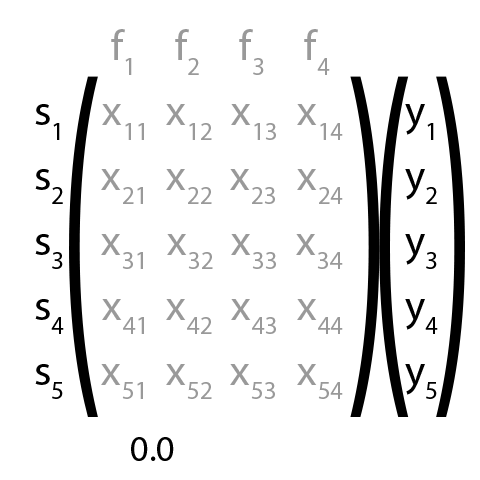 f₁ f₂ f₃ f₄
s₁ x₁₁ x₁₂ x₁₃ x₁₄ y₁
s₂ x₂₁ x₂₂ x₂₃ x₂₄ y₂
s₃ x₃₁ x₃₂ x₃₃ x₃₄ y₃
s₄ x₄₁ x₄₂ x₄₃ x₄₄ y₄
s₅ x₅₁ x₅₂ x₅₃ x₅₄ y₅
0.0